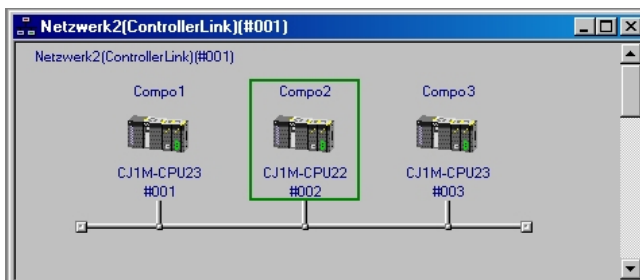 Netzwerk2(ControllerLink)(#001)
Netzwerk2(ControllerLink)(#001)
Compo1
Compo2
Compo3
CJ1M-CPU23
CJ1M-CPU22
CJ1M-CPU23
#001
#002
#003